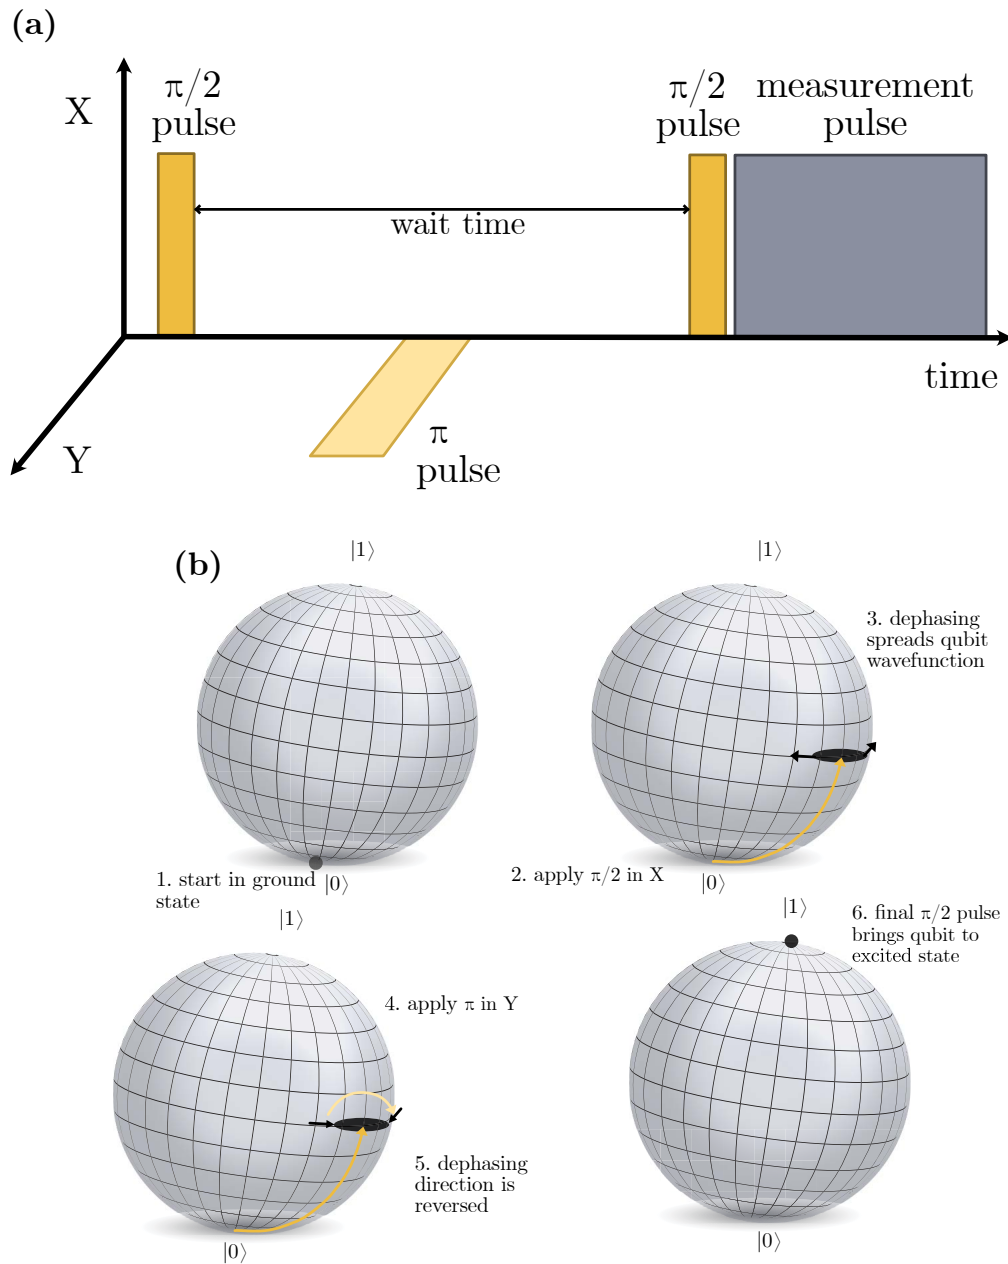 (a)
X
π/2
pulse
π/2
pulse
measurement
pulse
wait time
time
Y
π
pulse
(b)
|1⟩
|1⟩
3. dephasing
spreads qubit
wavefunction
1. start in ground
state
|0⟩
2. apply π/2 in X
|0⟩
|1⟩
|1⟩
6. final π/2 pulse
brings qubit to
excited state
4. apply π in Y
5. dephasing
direction is
reversed
|0⟩
|0⟩